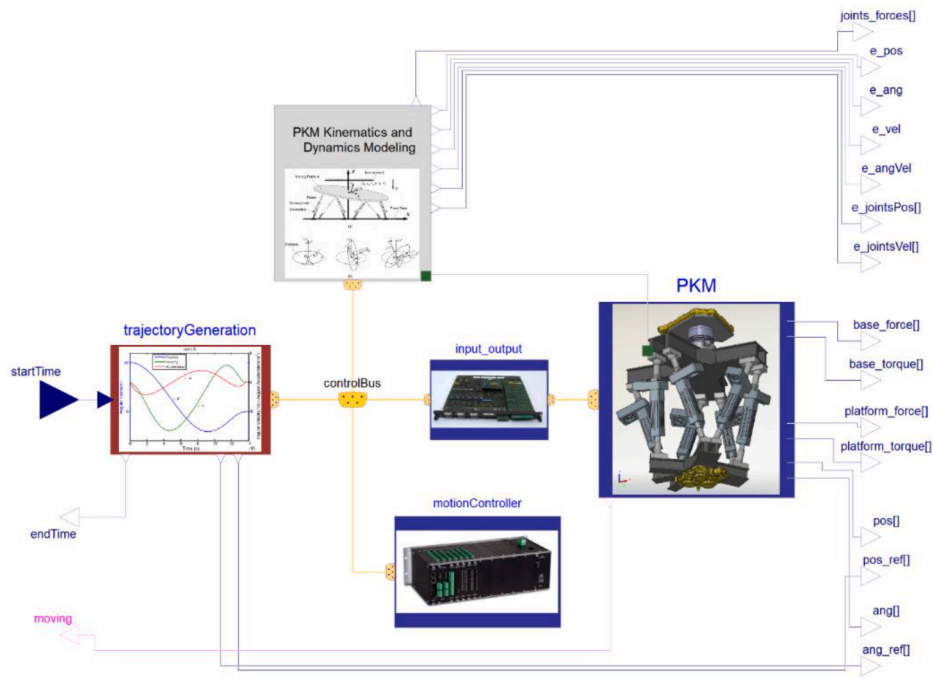 joints_forces[]
e_pos
e_ang
e_vel
e_angVel
e_jointsPos[]
e_jointsVel[]
PKM Kinematics and
Dynamics Modeling
PKM
trajectoryGeneration
startTime
controlBus
input_output
base_force[]
base_torque[]
platform_force[]
platform_torque[]
motionController
endTime
pos[]
pos_ref[]
moving
ang[]
ang_ref[]
Time [s]